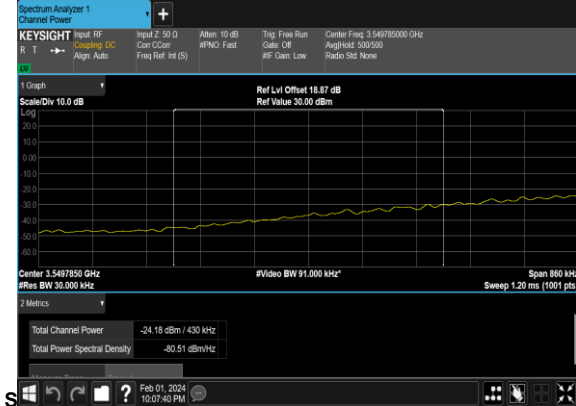 Spectrum Analyzer 1
Channel Power
+
KEYSIGHT
R T
Input: RF
Coupling: DC
Align: Auto
Input Z: 50 Ω
Corr CCorr
Freq Ref: Int (S)
Atten: 10 dB
#PNO: Fast
Trig: Free Run
Gate: Off
#IF Gain: Low
Center Freq: 3.549785000 GHz
Avg|Hold: 500/500
Radio Std: None
LNI
1 Graph
Scale/Div 10.0 dB
Ref Lvl Offset 18.87 dB
Ref Value 30.00 dBm
Log
20.0
10.0
0.00
-10.0
-20.0
-30.0
-40.0
-50.0
-60.0
Center 3.5497850 GHz
#Res BW 30.000 kHz
#Video BW 91.000 kHz*
Span 860 kHz
Sweep 1.20 ms (1001 pts)
2 Metrics
Total Channel Power -24.18 dBm / 430 kHz
Total Power Spectral Density -80.51 dBm/Hz
S
?
Feb 01, 2024
10:07:40 PM